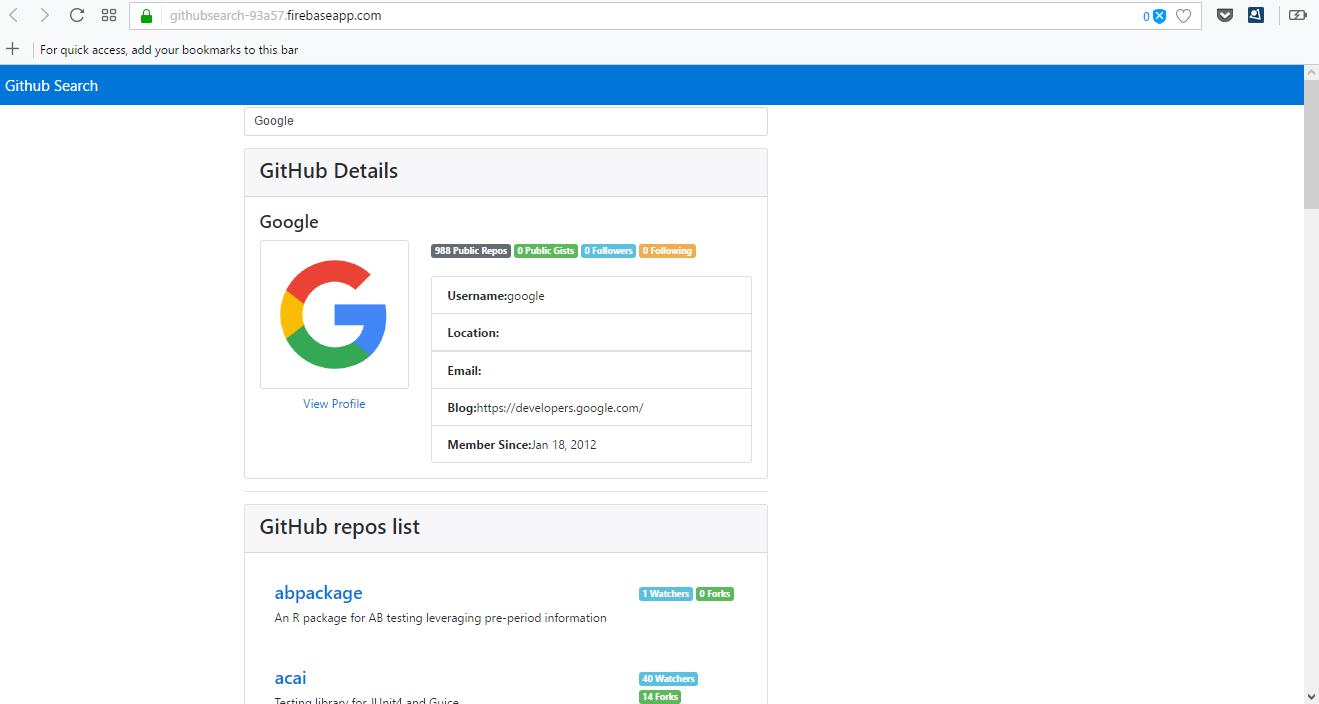 githubsearch-93a57.firebaseapp.com
0
For quick access, add your bookmarks to this bar
Github Search
Google
GitHub Details
Google
988 Public Repos 0 Public Gists 0 Followers 0 Following
Username:google
Location:
Email:
Blog:https://developers.google.com/
Member Since:Jan 18, 2012
View Profile
GitHub repos list
abpackage
1 Watchers 0 Forks
An R package for AB testing leveraging pre-period information
acai
40 Watchers
14 Forks
Testing library for JUnit4 and Guice